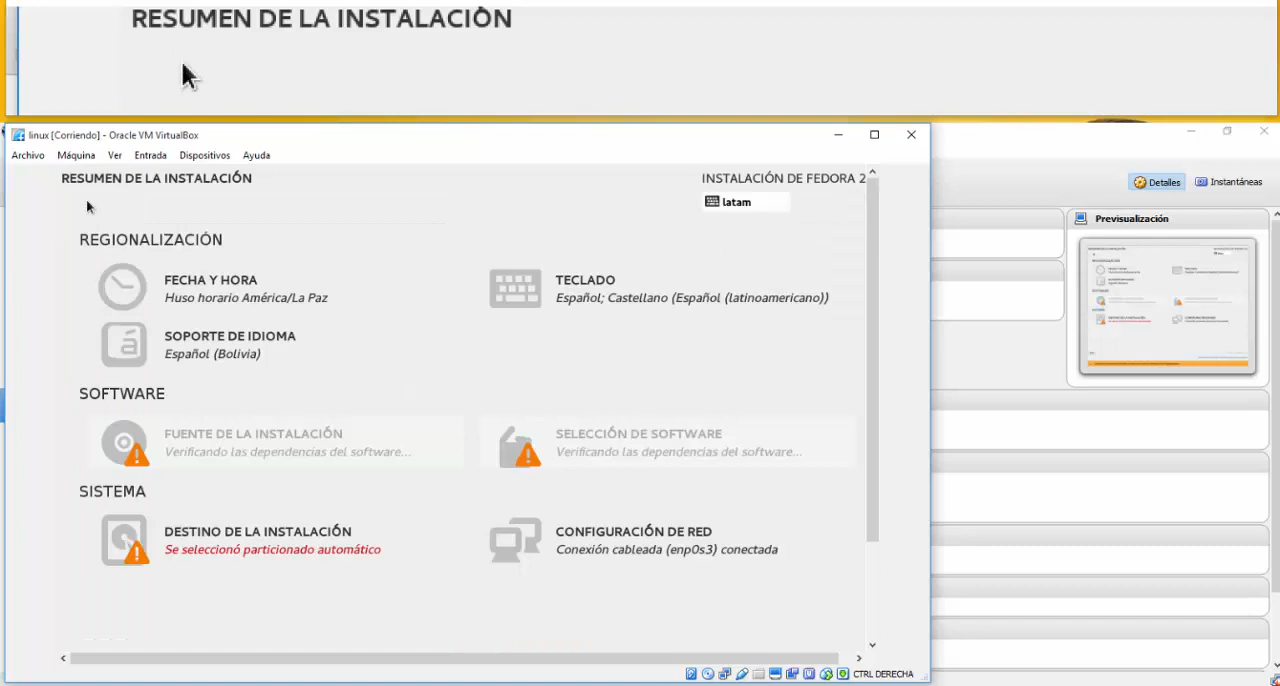 RESUMEN DE LA INSTALACIÓN
linux [Corriendo] - Oracle VM VirtualBox
Archivo Máquina Ver Entrada Dispositivos Ayuda
RESUMEN DE LA INSTALACIÓN
INSTALACIÓN DE FEDORA 2
latam
Detalles Instantáneas
Previsualización
REGIONALIZACIÓN
FECHA Y HORA
Huso horario América/La Paz
TECLADO
Español; Castellano (Español (latinoamericano))
SOPORTE DE IDIOMA
Español (Bolivia)
SOFTWARE
FUENTE DE LA INSTALACIÓN
Verificando las dependencias del software...
SELECCIÓN DE SOFTWARE
Verificando las dependencias del software...
SISTEMA
DESTINO DE LA INSTALACIÓN
Se seleccionó particionado automático
CONFIGURACIÓN DE RED
Conexión cableada (enp0s3) conectada
CTRL DERECHA